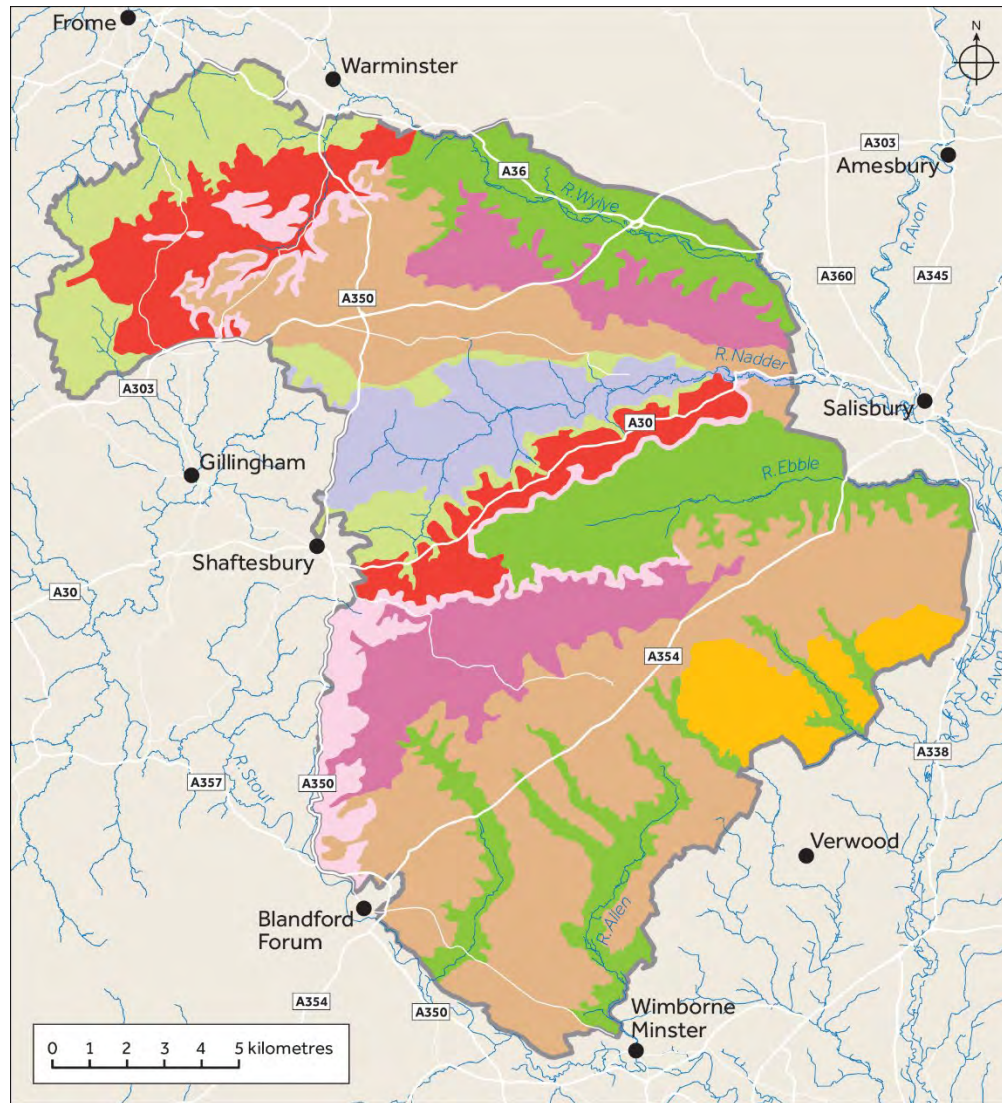 Frome
N
Warminster
A303
Amesbury
A36
R.Wylye
R.Avon
A360
A345
A350
R.Nadder
A303
Salisbury
A30
Gillingham
R.Ebble
Shaftesbury
A30
A354
R.Avon
A350
A338
A357
R.Stour
Verwood
R.Allen
Blandford
Forum
A354
A350
Wimborne
Minster
0 1 2 3 4 5 kilometres